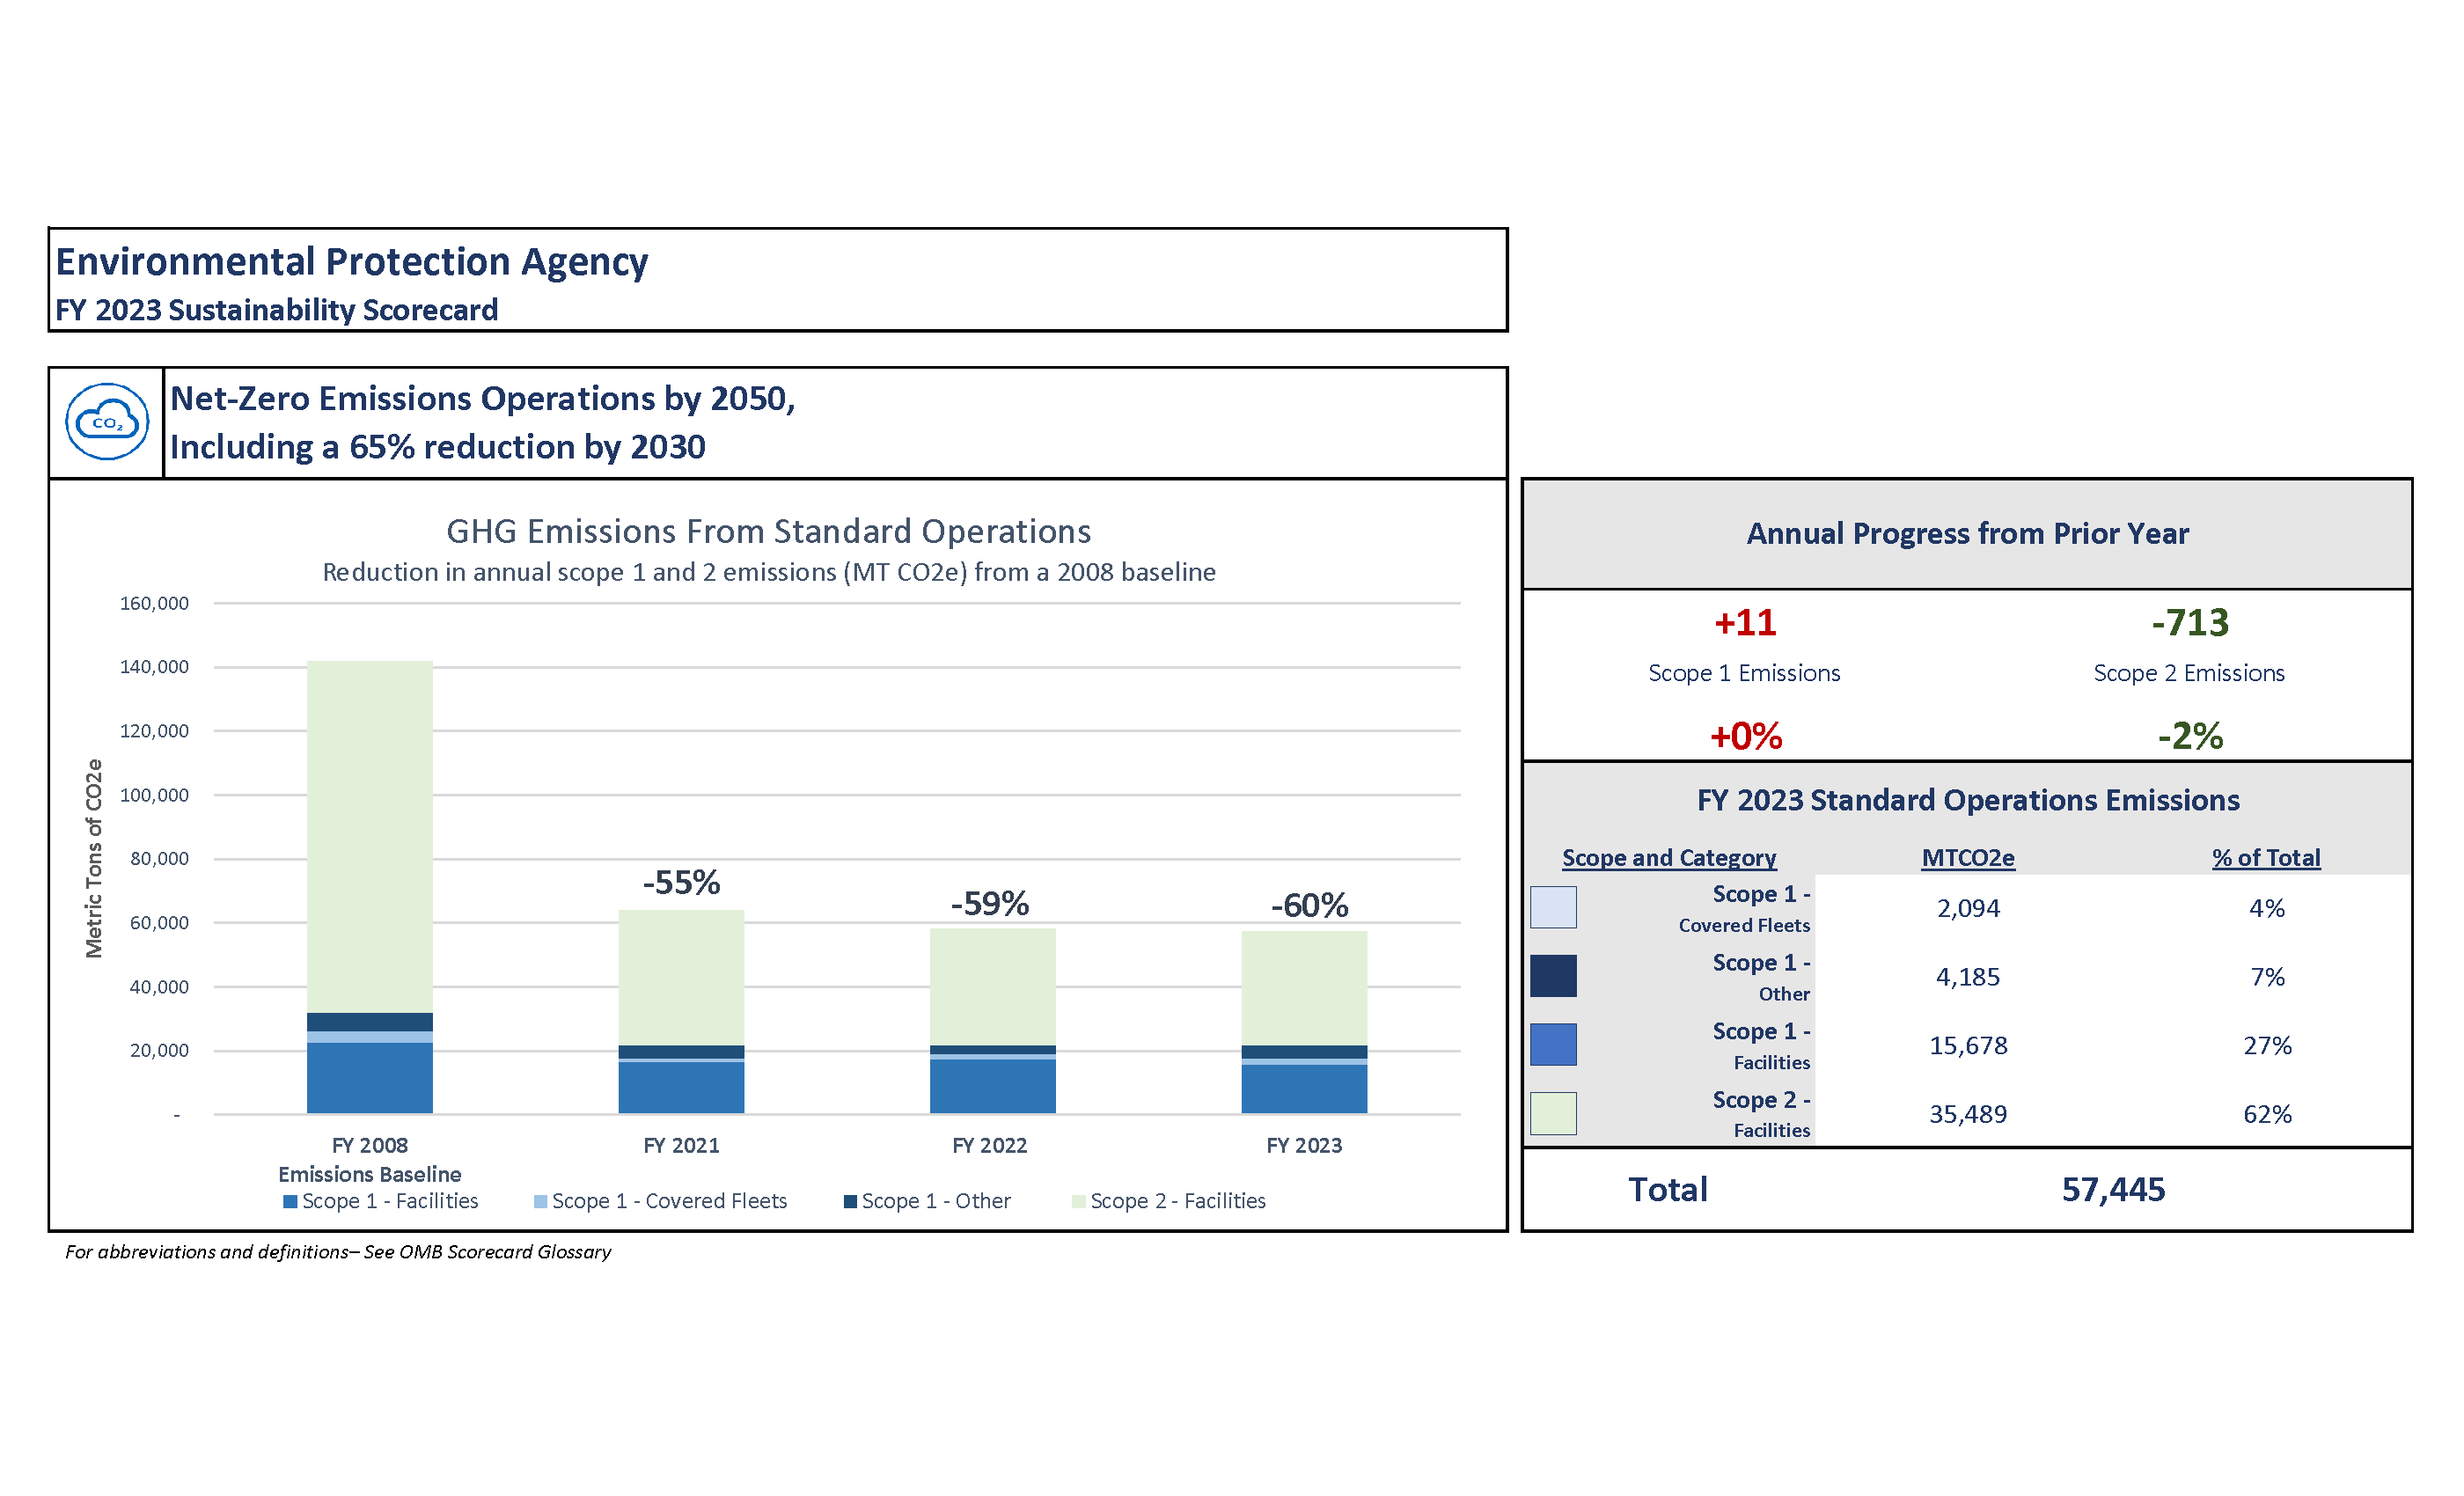 Environmental Protection Agency
FY 2023 Sustainability Scorecard
CO₂
Net-Zero Emissions Operations by 2050,
Including a 65% reduction by 2030
GHG Emissions From Standard Operations
Reduction in annual scope 1 and 2 emissions (MT CO2e) from a 2008 baseline
Metric Tons of CO2e
160,000
140,000
120,000
100,000
80,000
60,000
40,000
20,000
-
-55%
-59%
-60%
FY 2008
Emissions Baseline
FY 2021
FY 2022
FY 2023
Scope 1 - Facilities
Scope 1 - Covered Fleets
Scope 1 - Other
Scope 2 - Facilities
For abbreviations and definitions– See OMB Scorecard Glossary
Annual Progress from Prior Year
+11 -713
Scope 1 Emissions Scope 2 Emissions
+0% -2%
FY 2023 Standard Operations Emissions
Scope and Category MTCO2e % of Total
Scope 1 -
Covered Fleets 2,094 4%
Scope 1 -
Other 4,185 7%
Scope 1 -
Facilities 15,678 27%
Scope 2 -
Facilities 35,489 62%
Total 57,445